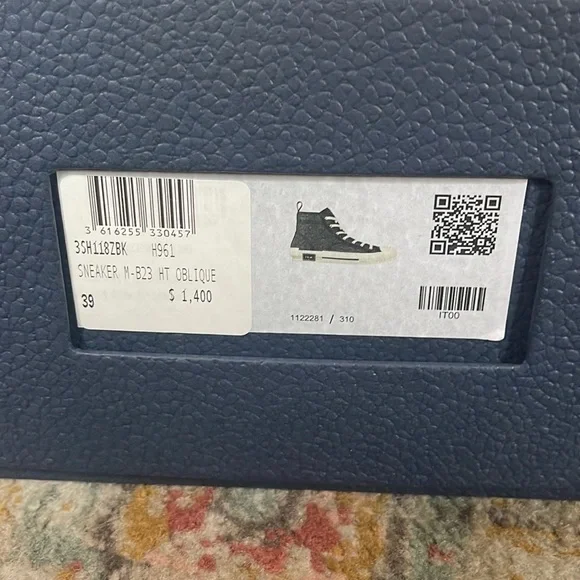 3 616255 330457
3SH118ZBK H961
SNEAKER M-B23 HT OBLIQUE
39 $ 1,400
1122281 / 310
IT00